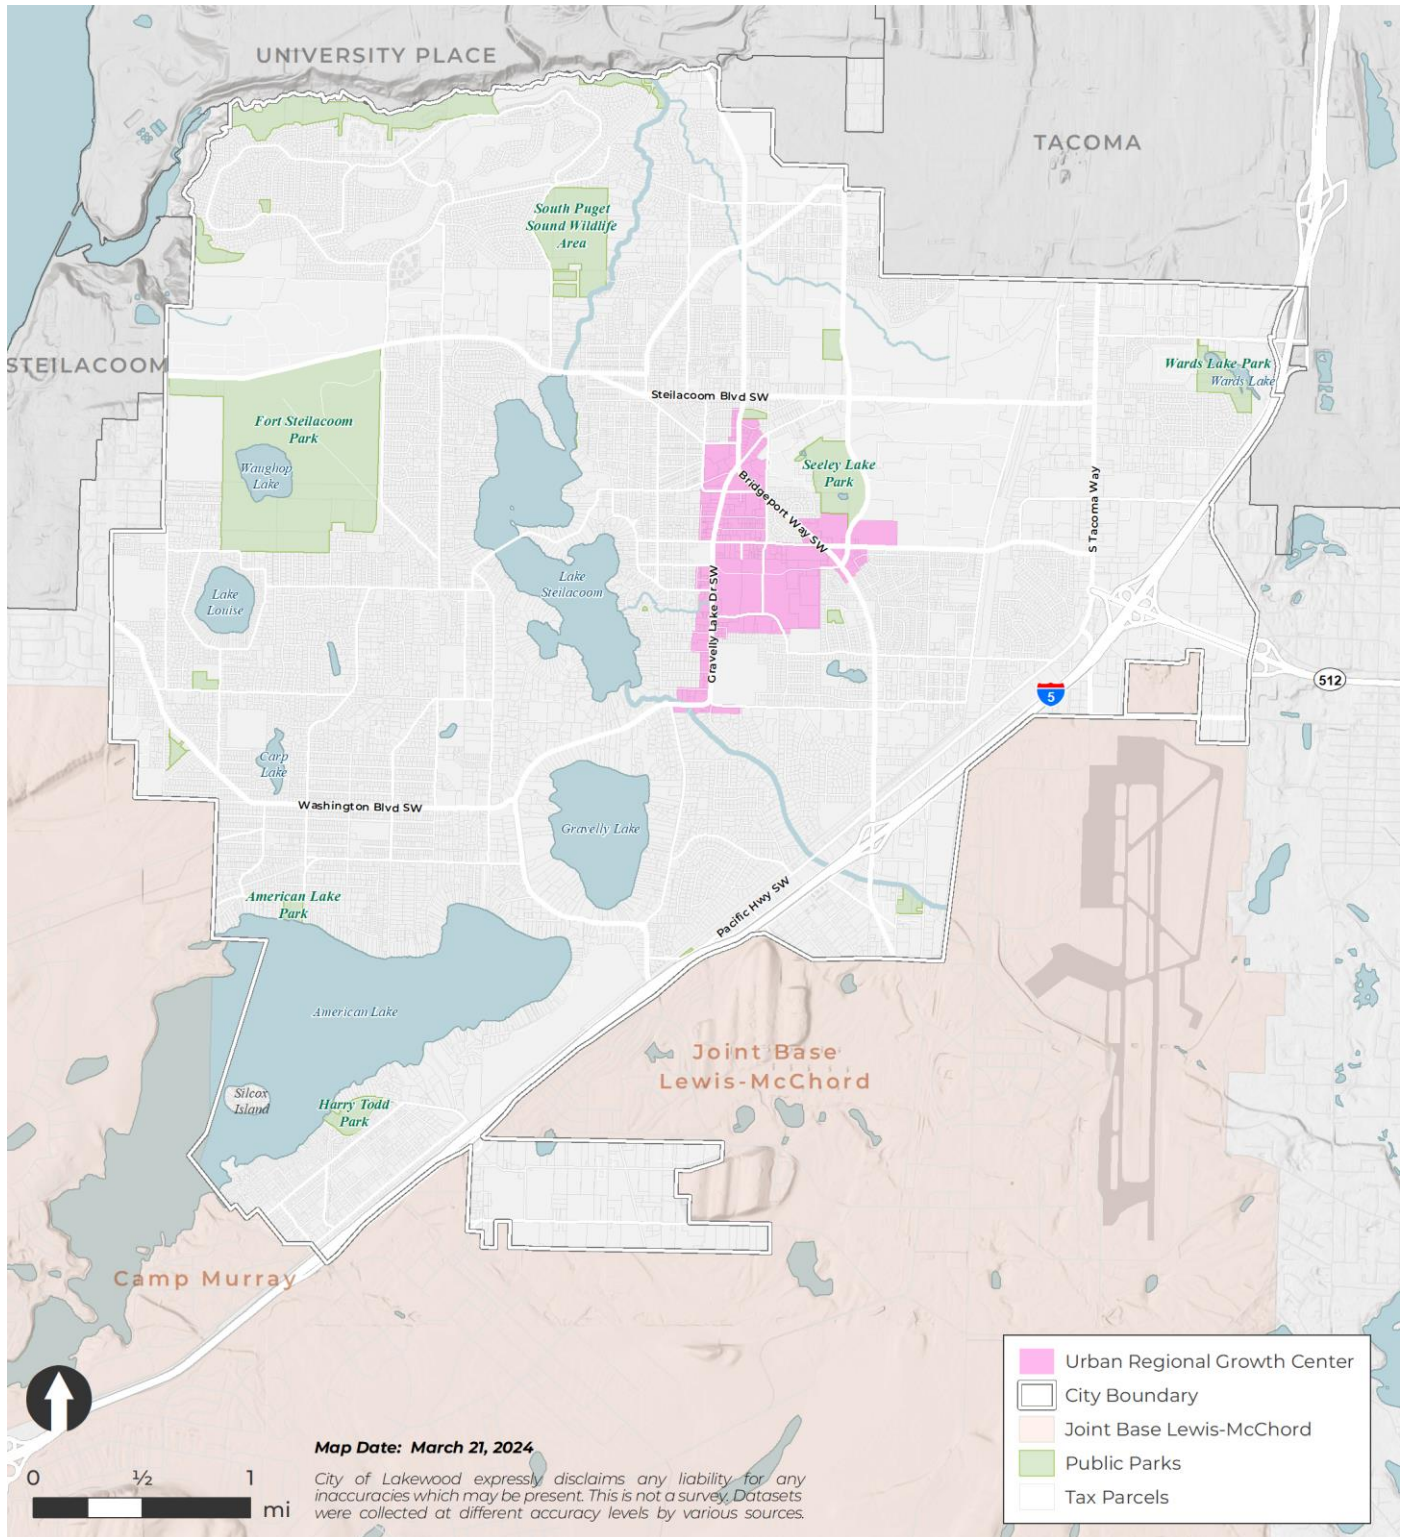 UNIVERSITY PLACE
TACOMA
South Puget
Sound Wildlife
Area
STEILACOOM
Wards Lake Park
Wards Lake
Steilacoom Blvd SW
Fort Steilacoom
Park
Waughop
Lake
Seeley Lake
Park
Bridgeport Way SW
S Tacoma Way
Lake
Steilacoom
Lake
Louise
Gravelly Lake Dr SW
512
5
Carp
Lake
Washington Blvd SW
Gravelly Lake
American Lake
Park
Pacific Hwy SW
American Lake
Joint Base
Lewis-McChord
Silcox
Island
Harry Todd
Park
Camp Murray
Urban Regional Growth Center
City Boundary
Joint Base Lewis-McChord
Public Parks
Tax Parcels
Map Date: March 21, 2024
0 ½ 1
mi
City of Lakewood expressly disclaims any liability for any
inaccuracies which may be present. This is not a survey. Datasets
were collected at different accuracy levels by various sources.